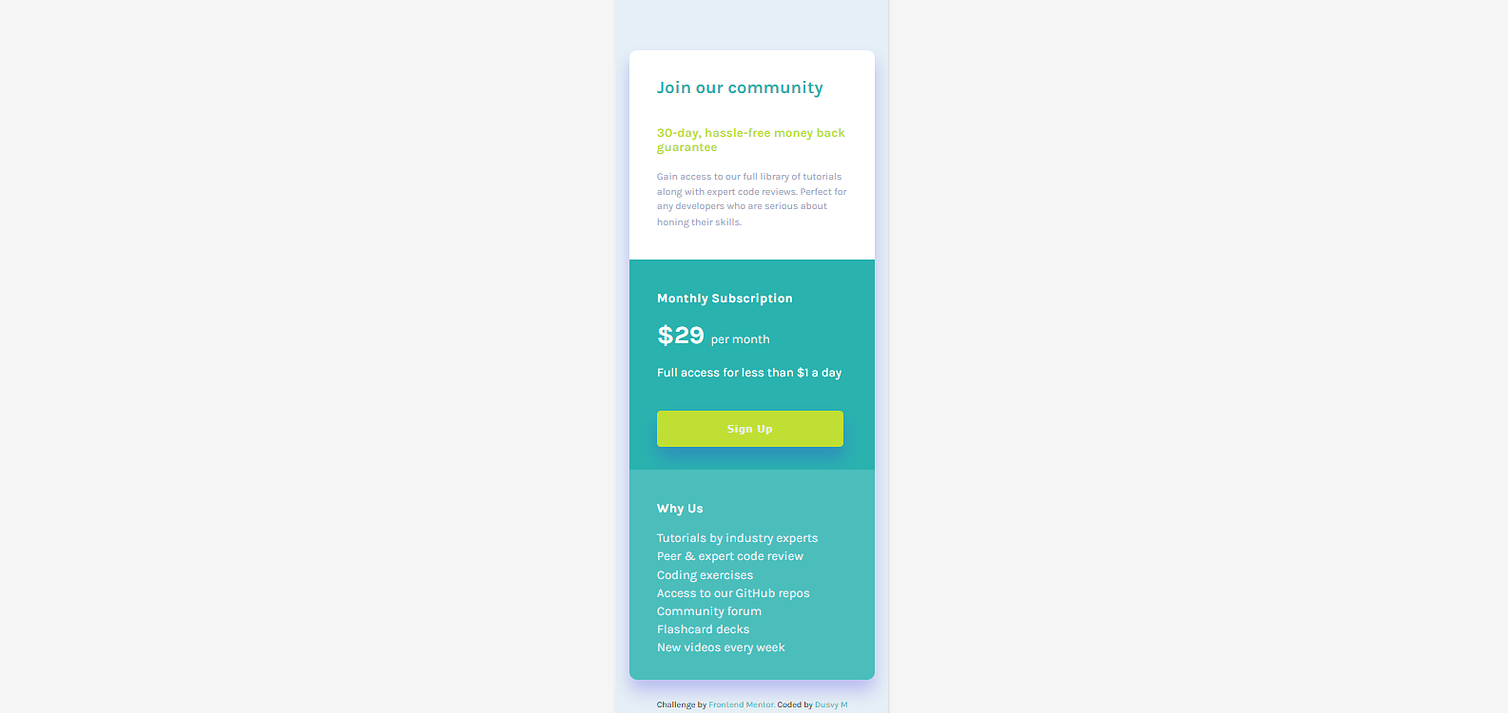 Join our community
30-day, hassle-free money back
guarantee
Gain access to our full library of tutorials
along with expert code reviews. Perfect for
any developers who are serious about
honing their skills.
Monthly Subscription
$29 per month
Full access for less than $1 a day
Sign Up
Why Us
Tutorials by industry experts
Peer & expert code review
Coding exercises
Access to our GitHub repos
Community forum
Flashcard decks
New videos every week
Challenge by Frontend Mentor. Coded by Dusvy M